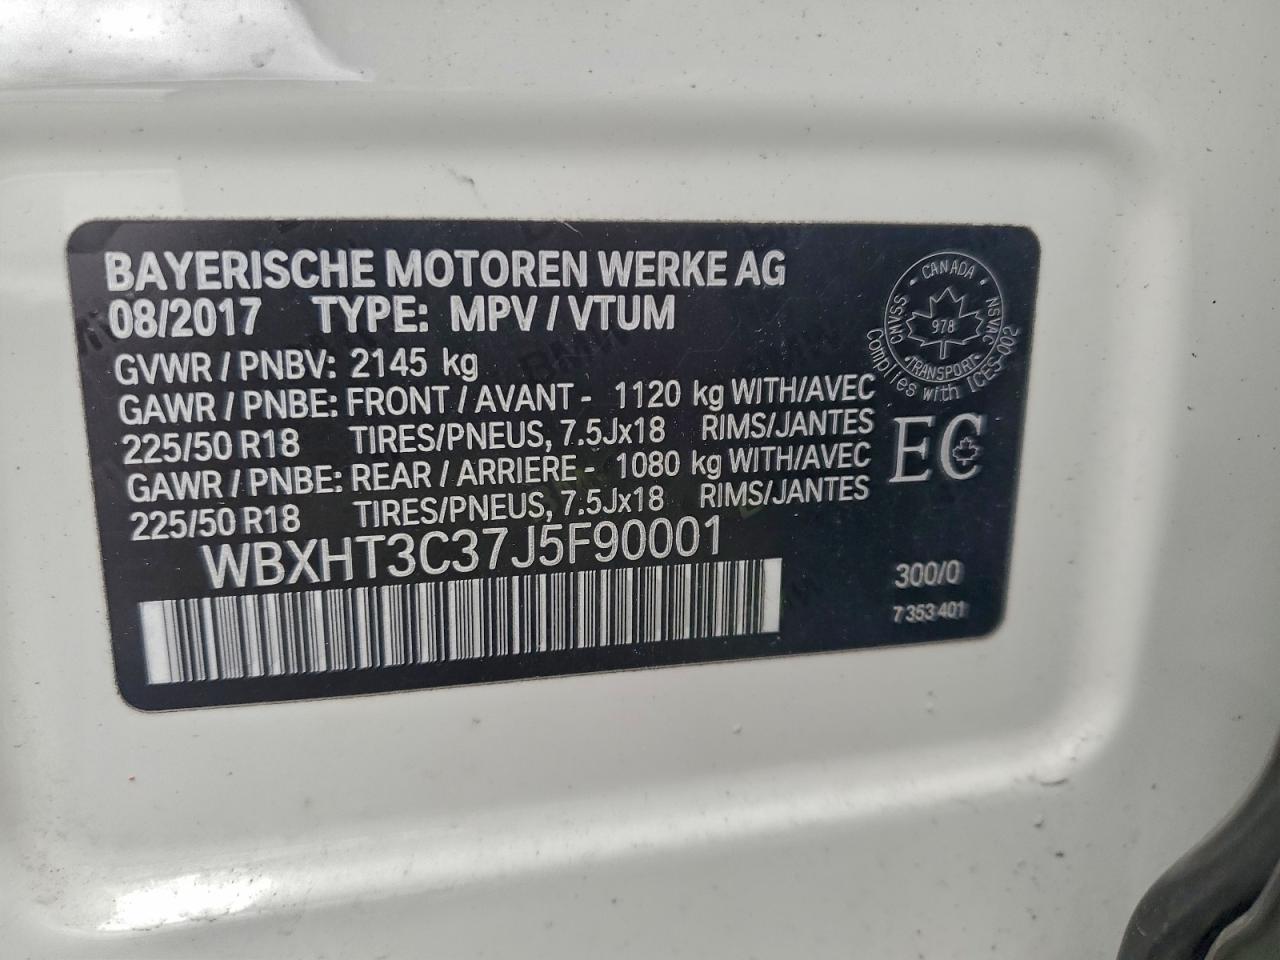 BAYERISCHE MOTOREN WERKE AG
08/2017 TYPE: MPV / VTUM
GVWR / PNBV: 2145 kg
GAWR / PNBE: FRONT / AVANT - 1120 kg WITH/AVEC
225/50 R18 TIRES/PNEUS, 7.5Jx18 RIMS/JANTES
GAWR / PNBE: REAR / ARRIERE - 1080 kg WITH/AVEC
225/50 R18 TIRES/PNEUS, 7.5Jx18 RIMS/JANTES
WBXHT3C37J5F90001
CANADA
CMVSS
NSVAC
978
TRANSPORT
Complies with ICES-002
EC
300/0
7 353 401